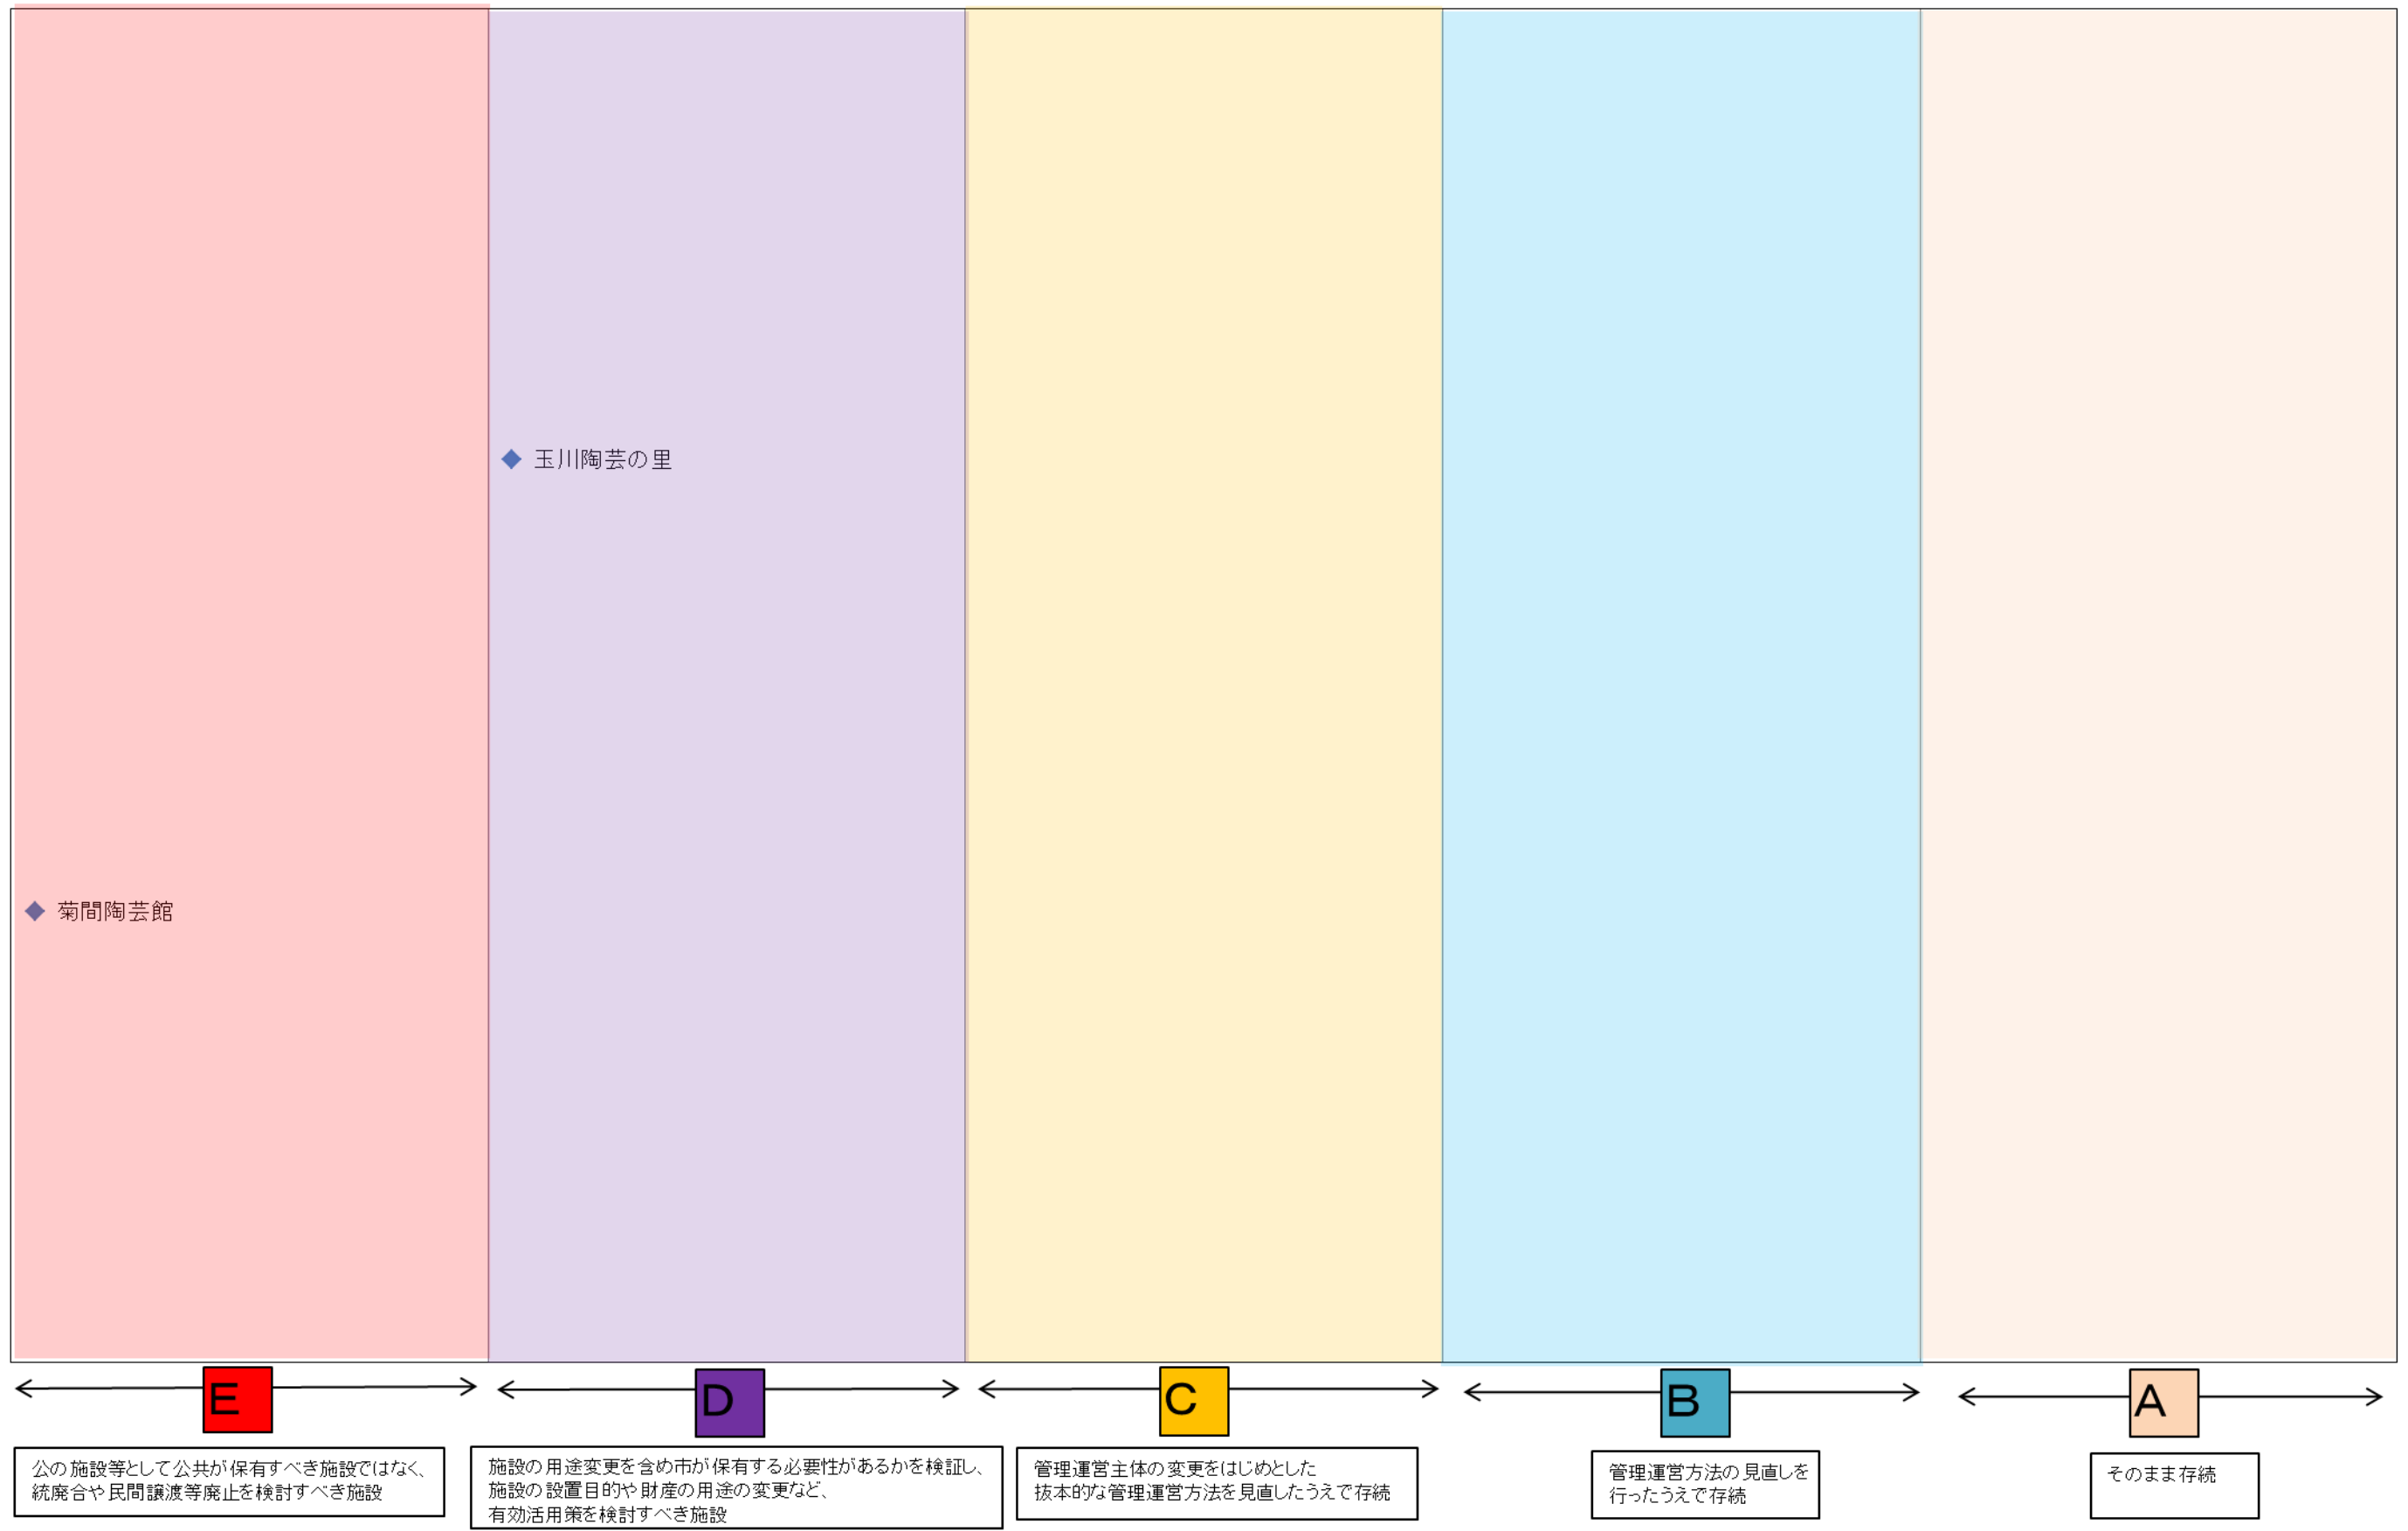 玉川陶芸の里
菊間陶芸館
E
D
C
B
A
公の施設等として公共が保有すべき施設ではなく、
統廃合や民間譲渡等廃止を検討すべき施設
施設の用途変更を含め市が保有する必要性があるかを検証し、
施設の設置目的や財産の用途の変更など、
有効活用策を検討すべき施設
管理運営主体の変更をはじめとした
抜本的な管理運営方法を見直したうえで存続
管理運営方法の見直しを
行ったうえで存続
そのまま存続